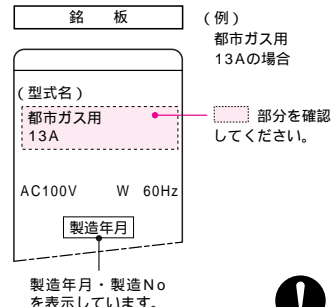 銘 板
（例）
都市ガス用
13Aの場合
（型式名）
都市ガス用
13A
部分を確認
してください。
AC100V W 60Hz
製造年月
製造年月・製造No
を表示しています。